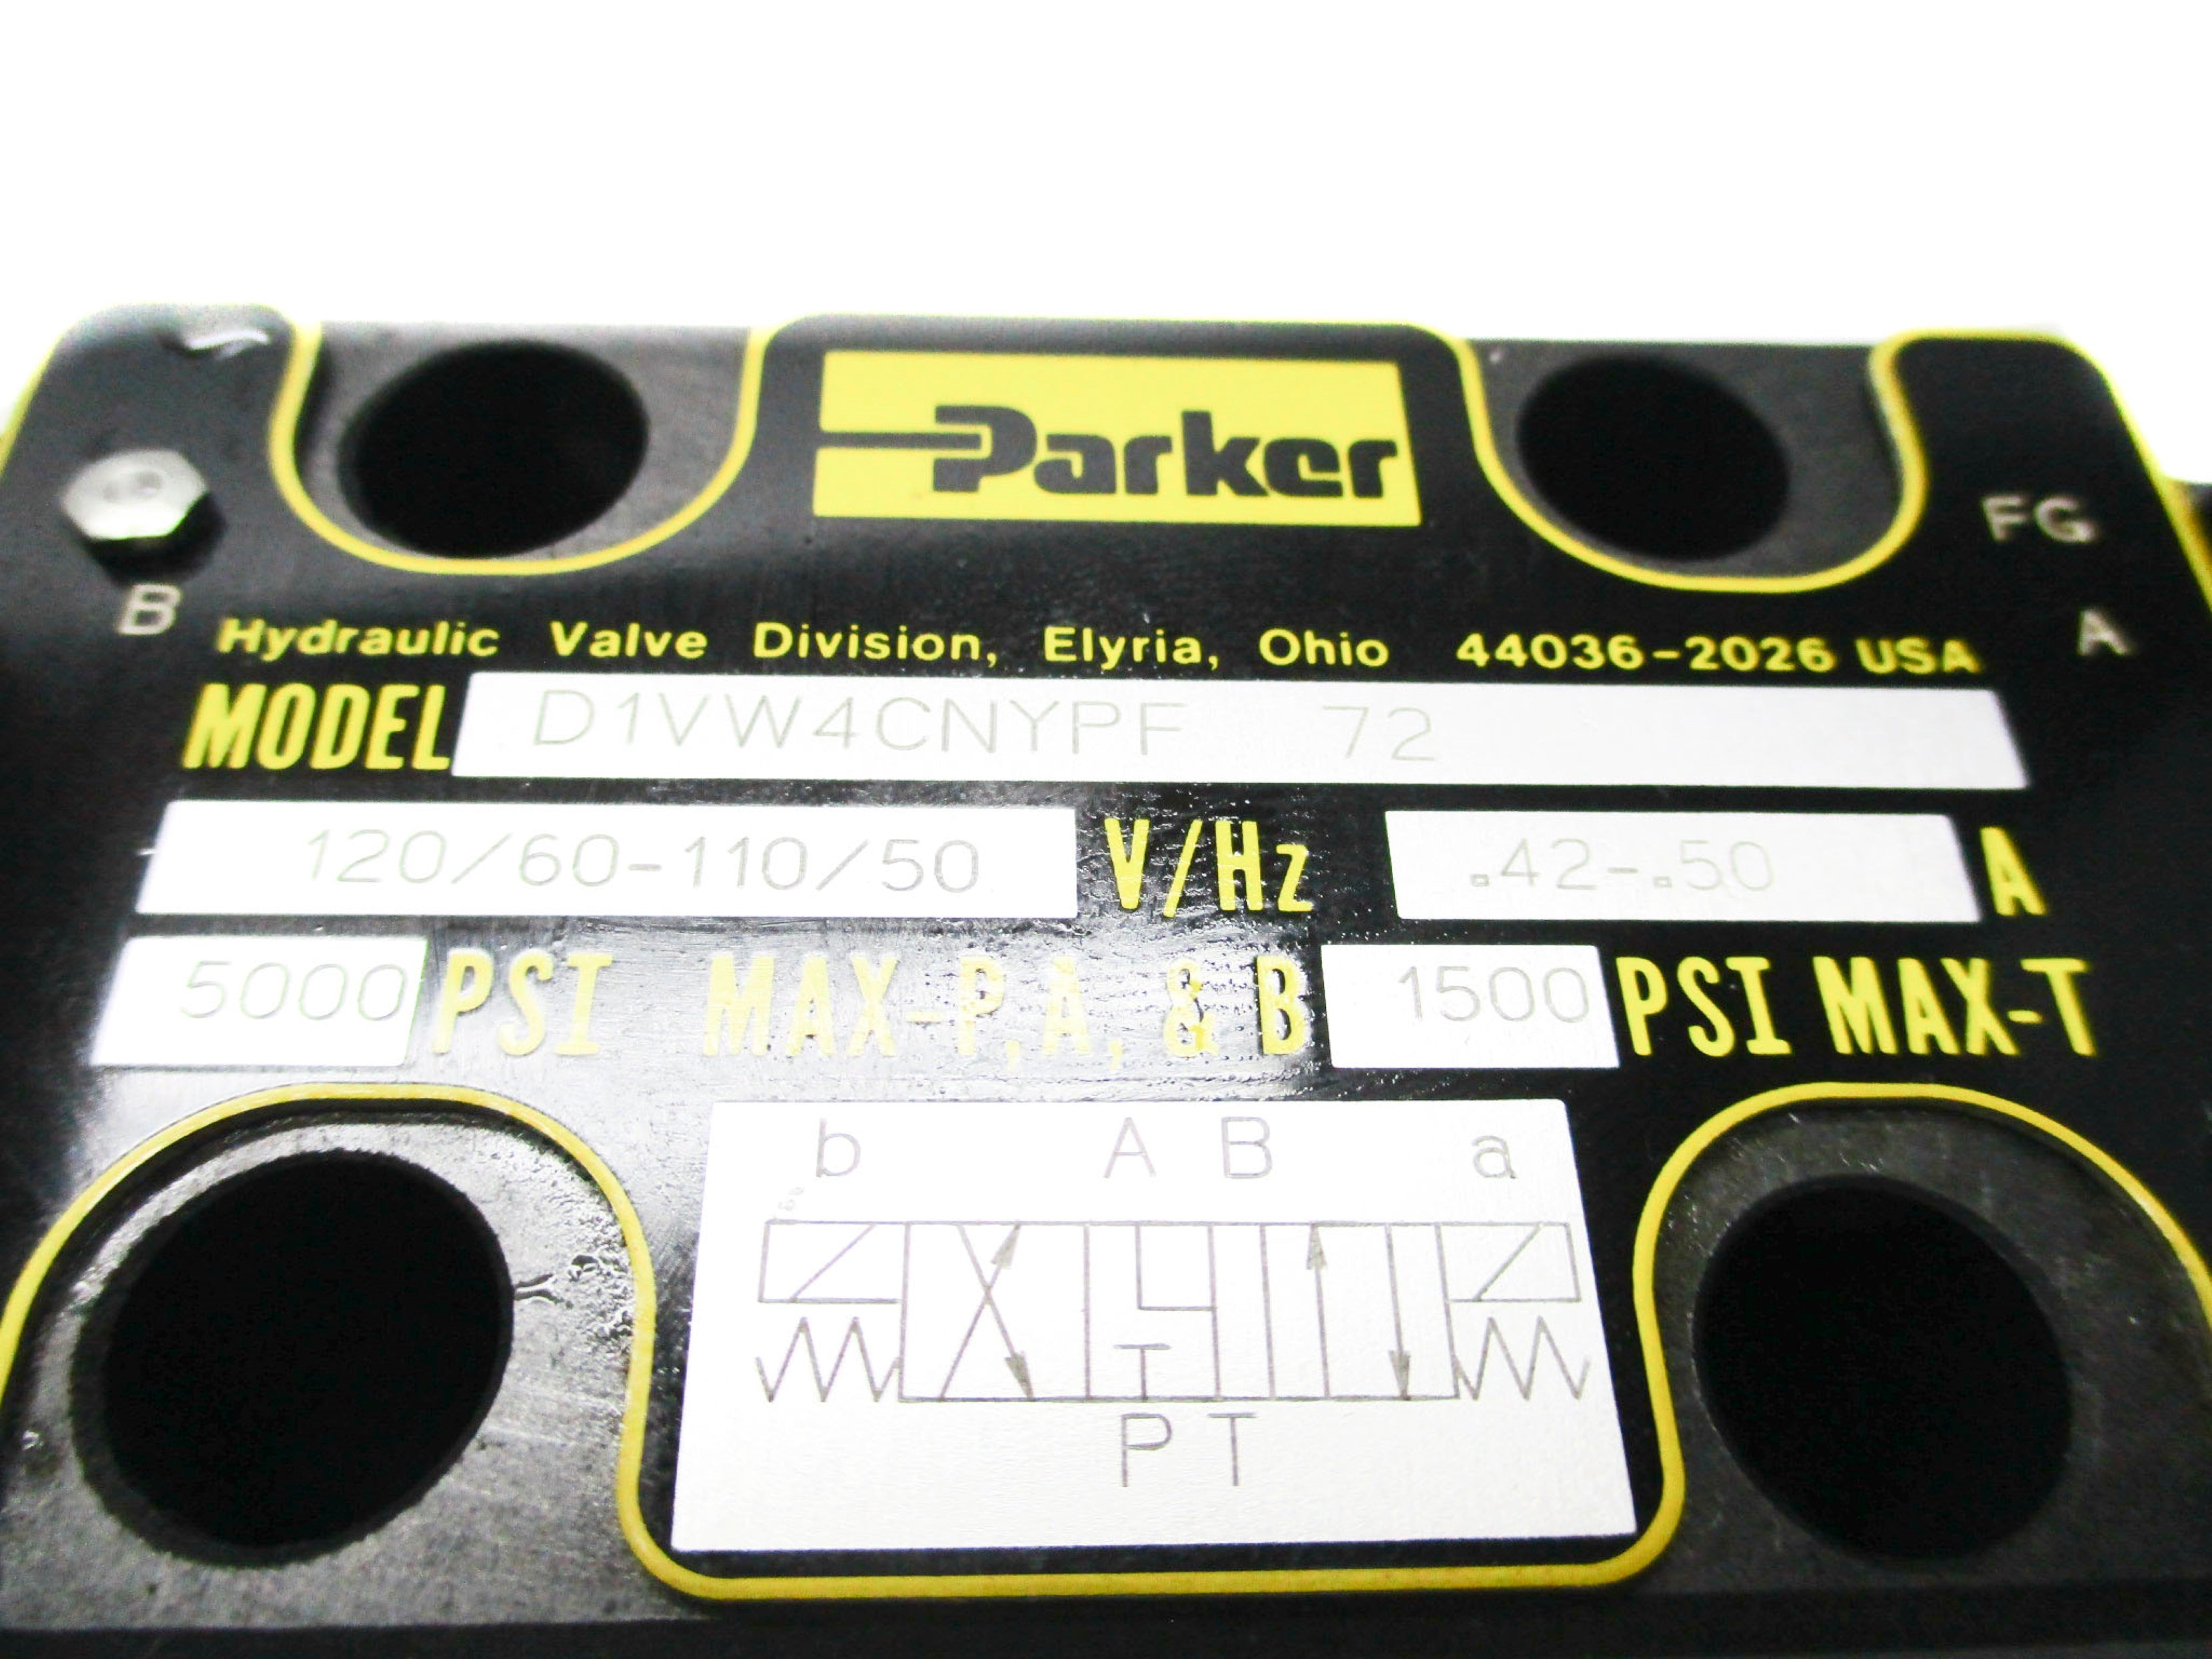 Parker
FG
B
A
Hydraulic Valve Division, Elyria, Ohio 44036-2026 USA
MODEL D1VW4CNYPF 72
120/60-110/50 V/Hz .42-.50 A
5000 PSI MAX-P, A, & B 1500 PSI MAX-T
b A B a
P T